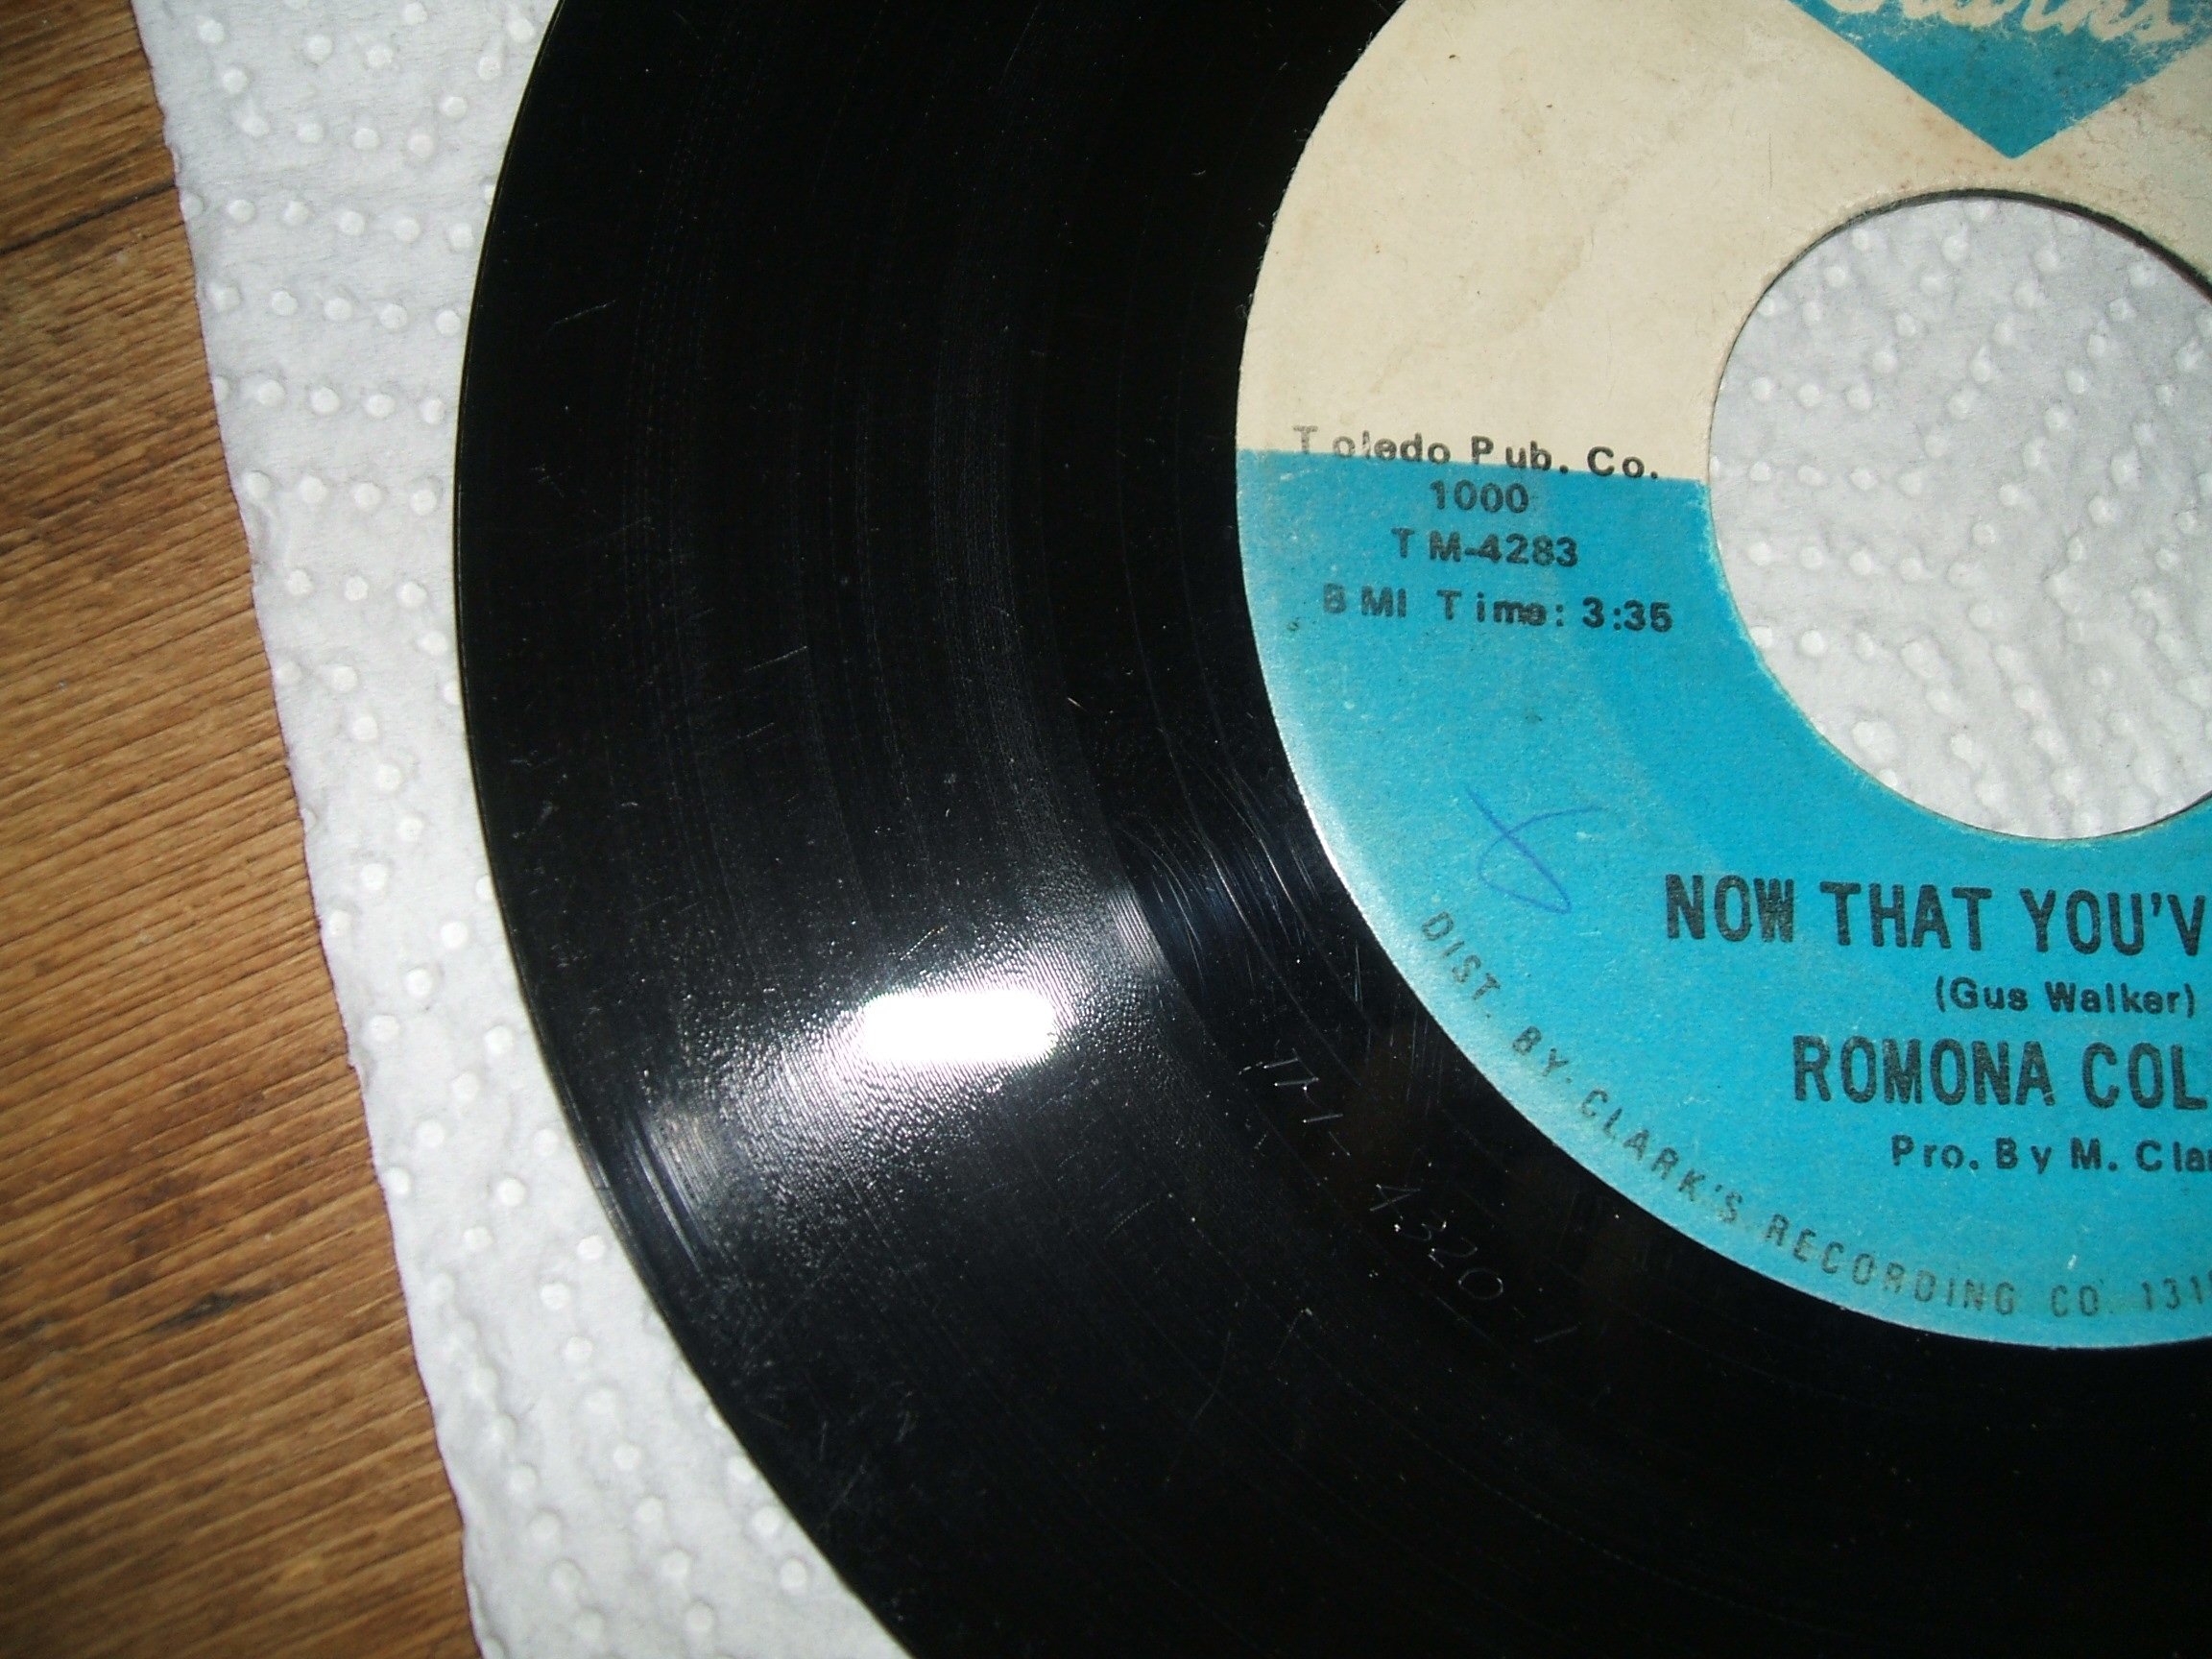 Toledo Pub. Co.
1000
TM-4283
BMI Time: 3:35
NOW THAT YOU'V
(Gus Walker)
ROMONA COL
Pro. By M. Cla
DIST. BY: CLARK'S RECORDING CO. 131
TM-4320-1